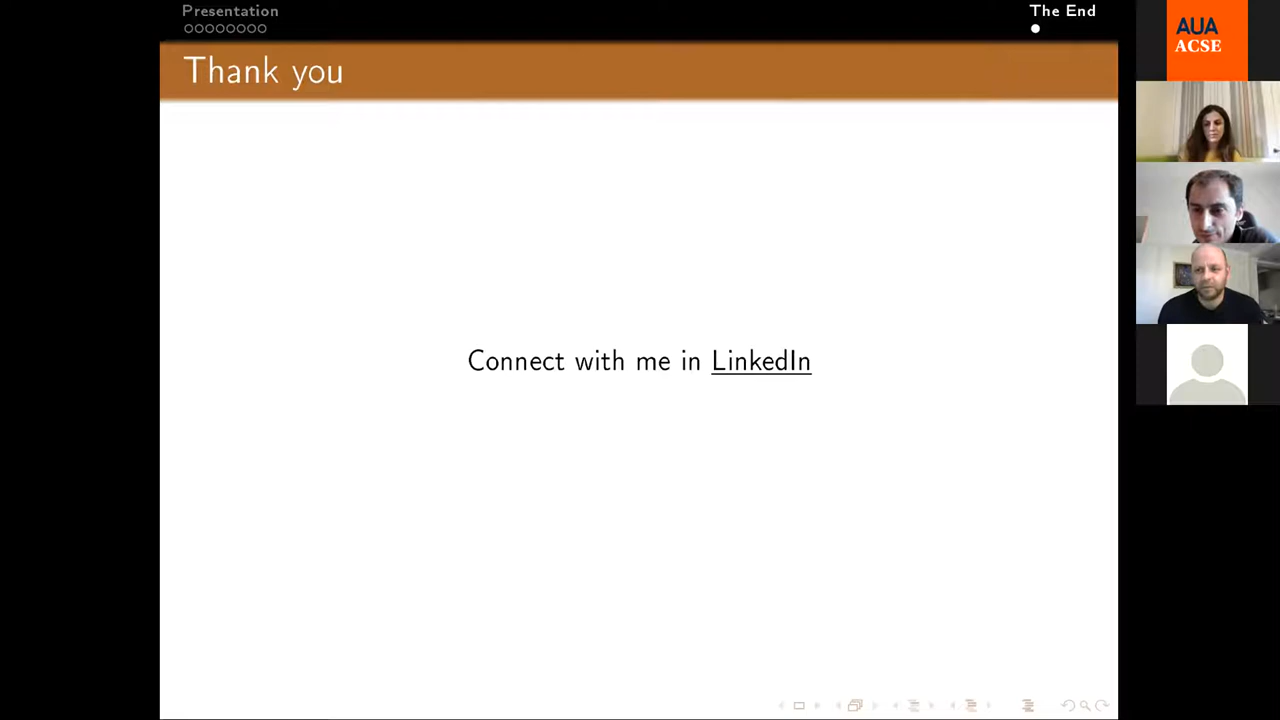 Presentation
The End
Thank you
Connect with me in LinkedIn
AUA
ACSE